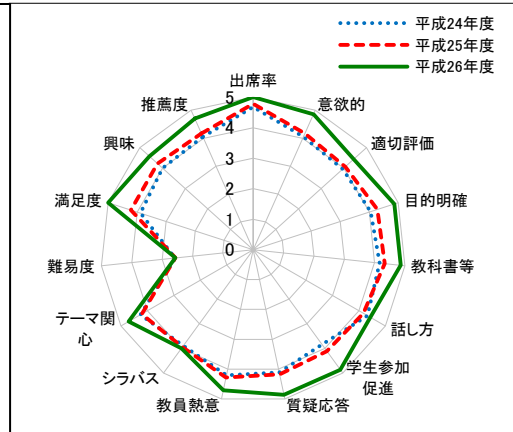 平成24年度
平成25年度
平成26年度
出席率
意欲的
適切評価
目的明確
教科書等
話し方
学生参加
促進
質疑応答
教員熱意
シラバス
テーマ関
心
難易度
満足度
興味
推薦度
5
4
3
2
1
0